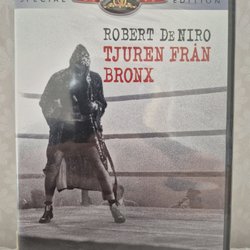 SPECIAL EDITION
ROBERT DE NIRO
TJUREN FRÅN
BRONX